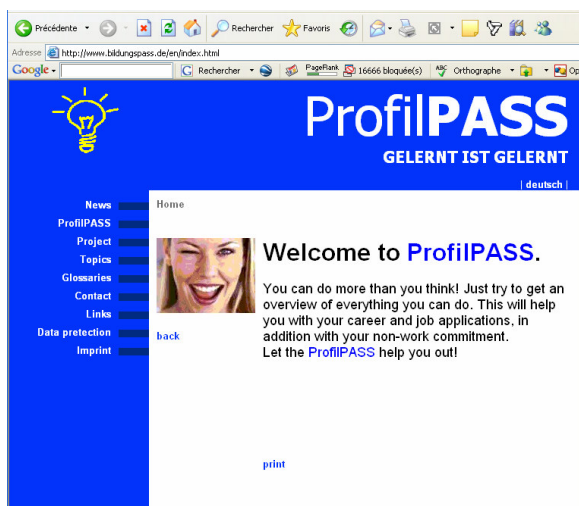 Précédente
Rechercher
Favoris
Adresse
http://www.bildungspass.de/en/index.html
Google
G Rechercher
PageRank
16666 bloquée(s)
ABC Orthographe
Op
ProfilPASS
GELERNT IST GELERNT
| deutsch |
News
ProfilPASS
Project
Topics
Glossaries
Contact
Links
Data pretection
Imprint
Home
Welcome to ProfilPASS.
You can do more than you think! Just try to get an
overview of everything you can do. This will help
you with your career and job applications, in
addition with your non-work commitment.
Let the ProfilPASS help you out!
back
print